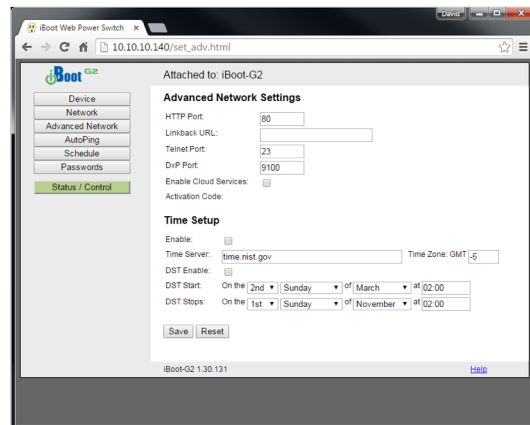 David
iBoot Web Power Switch
10.10.10.140/set_adv.html
iBoot G2
Attached to: iBoot-G2
Device
Network
Advanced Network
AutoPing
Schedule
Passwords
Status / Control
Advanced Network Settings
HTTP Port: 80
Linkback URL:
Telnet Port: 23
DxP Port: 9100
Enable Cloud Services:
Activation Code:
Time Setup
Enable:
Time Server: time.nist.gov Time Zone: GMT -5
DST Enable:
DST Start: On the 2nd Sunday of March at 02:00
DST Stops: On the 1st Sunday of November at 02:00
Save Reset
iBoot-G2 1.30.131 Help